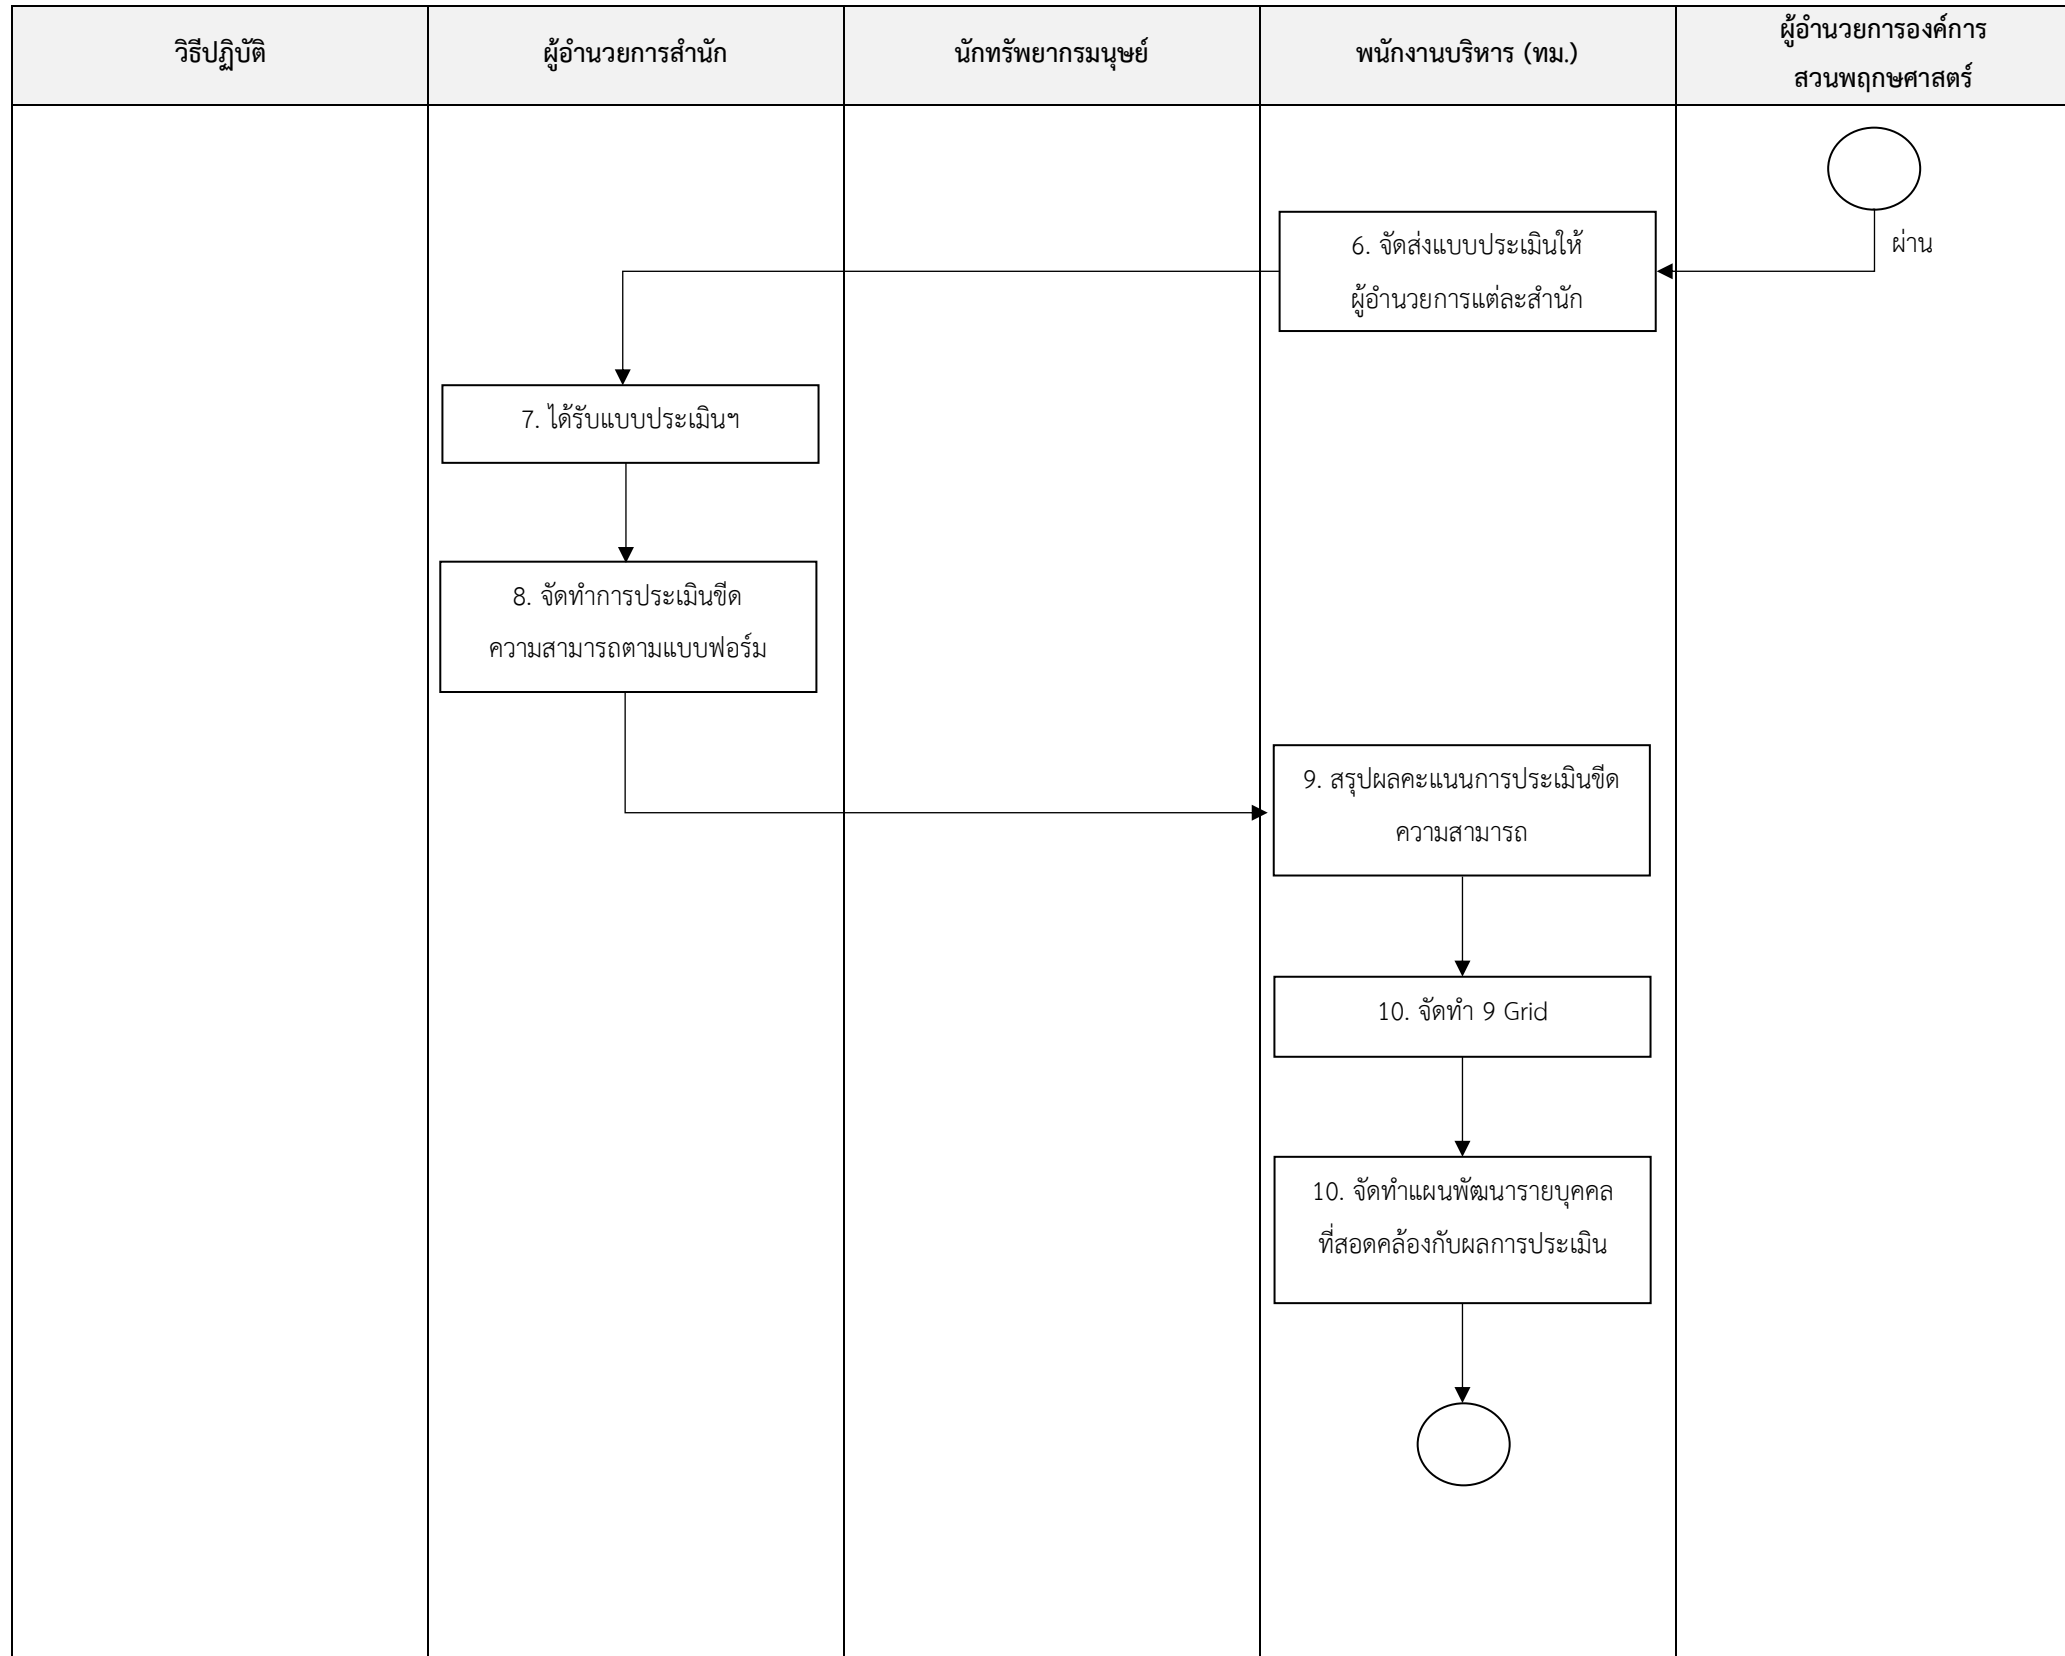 วิธีปฏิบัติ
ผู้อำนวยการสำนัก
นักทรัพยากรมนุษย์
พนักงานบริหาร (ทม.)
ผู้อำนวยการองค์การ
สวนพฤกษศาสตร์
ผ่าน
6. จัดส่งแบบประเมินให้
ผู้อำนวยการแต่ละสำนัก
7. ได้รับแบบประเมินฯ
8. จัดทำการประเมินขีด
ความสามารถตามแบบฟอร์ม
9. สรุปผลคะแนนการประเมินขีด
ความสามารถ
10. จัดทำ 9 Grid
10. จัดทำแผนพัฒนารายบุคคล
ที่สอดคล้องกับผลการประเมิน